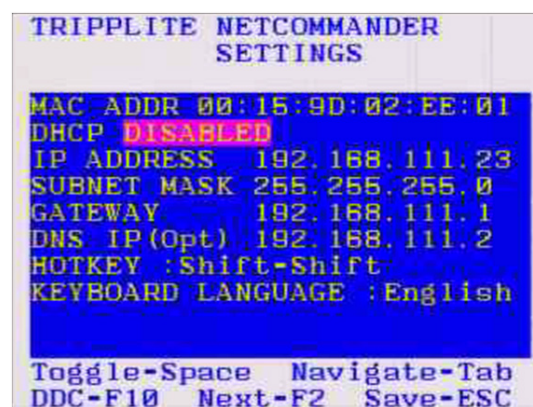 TRIPPLITE NETCOMMANDER
SETTINGS
MAC ADDR 00:15:9D:02:EE:01
DHCP DISABLED
IP ADDRESS 192.168.111.23
SUBNET MASK 255.255.255.0
GATEWAY 192.168.111.1
DNS IP(Opt) 192.168.111.2
HOTKEY :Shift-Shift
KEYBOARD LANGUAGE :English
Toggle-Space Navigate-Tab
DDC-F10 Next-F2 Save-ESC